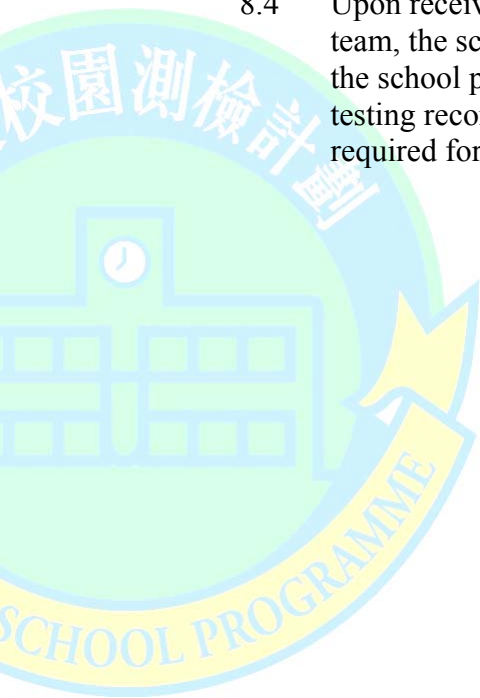 8.4 Upon receiv
team, the sc
the school p
testing recor
required for
校園測檢計劃
SCHOOL PROGRAMME